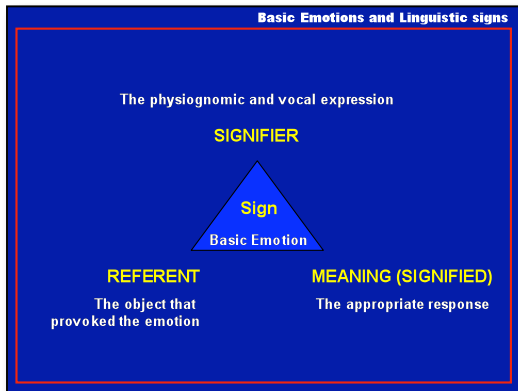 Basic Emotions and Linguistic signs
The physiognomic and vocal expression
SIGNIFIER
Sign
Basic Emotion
REFERENT
The object that
provoked the emotion
MEANING (SIGNIFIED)
The appropriate response